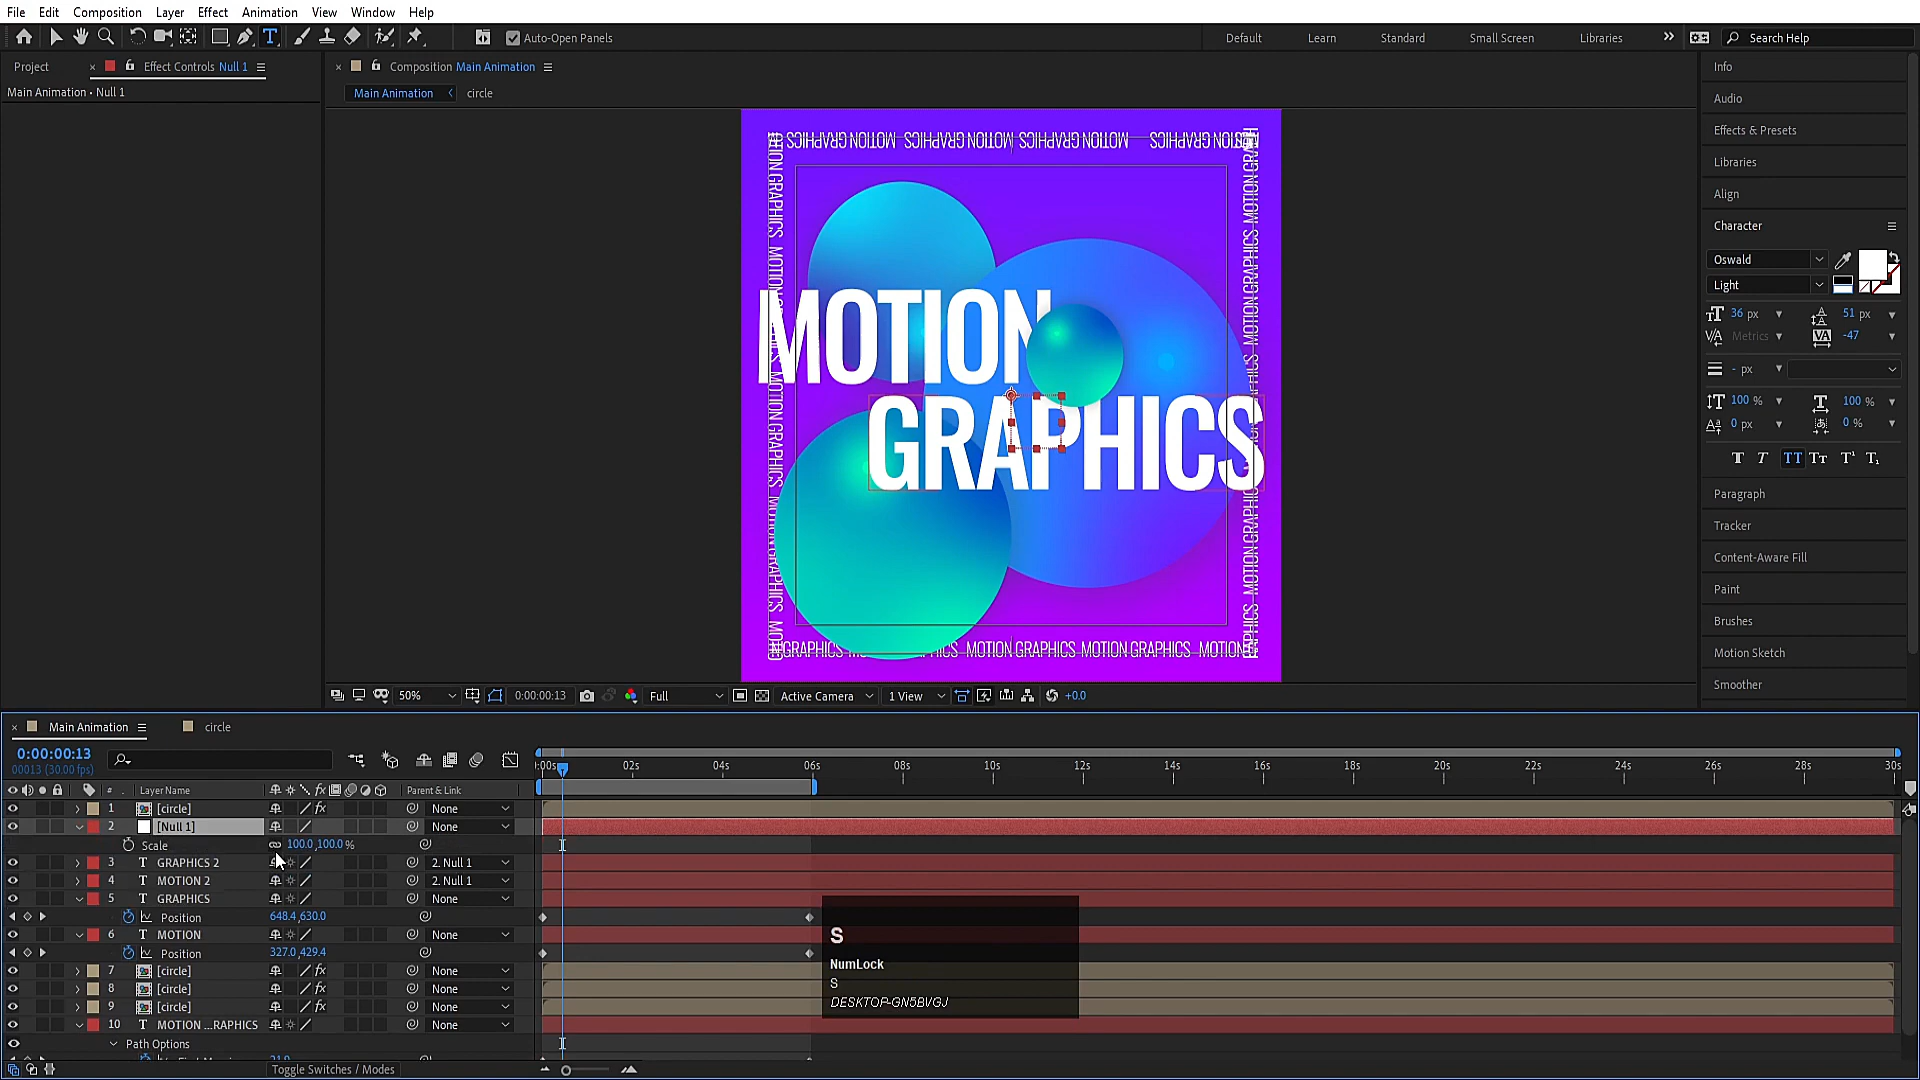 File Edit Composition Layer Effect Animation View Window Help
Auto-Open Panels Default Learn Standard Small Screen Libraries Search Help
Project Effect Controls Null 1 Composition Main Animation Info
Main Animation • Null 1 Main Animation circle
Audio
Effects & Presets
Libraries
Align
Character
Oswald
Light
36 px 51 px
Metrics -47
- px
100 % 100 %
0 px 0 %
Paragraph
Tracker
Content-Aware Fill
Paint
Brushes
Motion Sketch
Smoother
MOTION GRAPHICS MOTION GRAPHICS MOTION GRAPHICS
MOTION
GRAPHICS
MOTION GRAPHICS MOTION GRAPHICS MOTION
50% 0:00:00:13 Full Active Camera 1 View +0.0
Main Animation circle
0:00:00:13
00013 (30.00 fps)
02s 04s 06s 08s 10s 12s 14s 16s 18s 20s 22s 24s 26s 28s 30s
# Layer Name fx Parent & Link
1 [circle] fx None
2 [Null 1] None
Scale 100.0,100.0%
3 T GRAPHICS 2 2. Null 1
4 T MOTION 2 2. Null 1
5 T GRAPHICS None
Position 648.4,630.0
6 T MOTION None
Position 327.0,429.4
7 [circle] fx None
8 [circle] fx None
9 [circle] fx None
10 T MOTION ...RAPHICS None
Path Options
Toggle Switches / Modes
S
NumLock
S
DESKTOP-GN5BVGJ